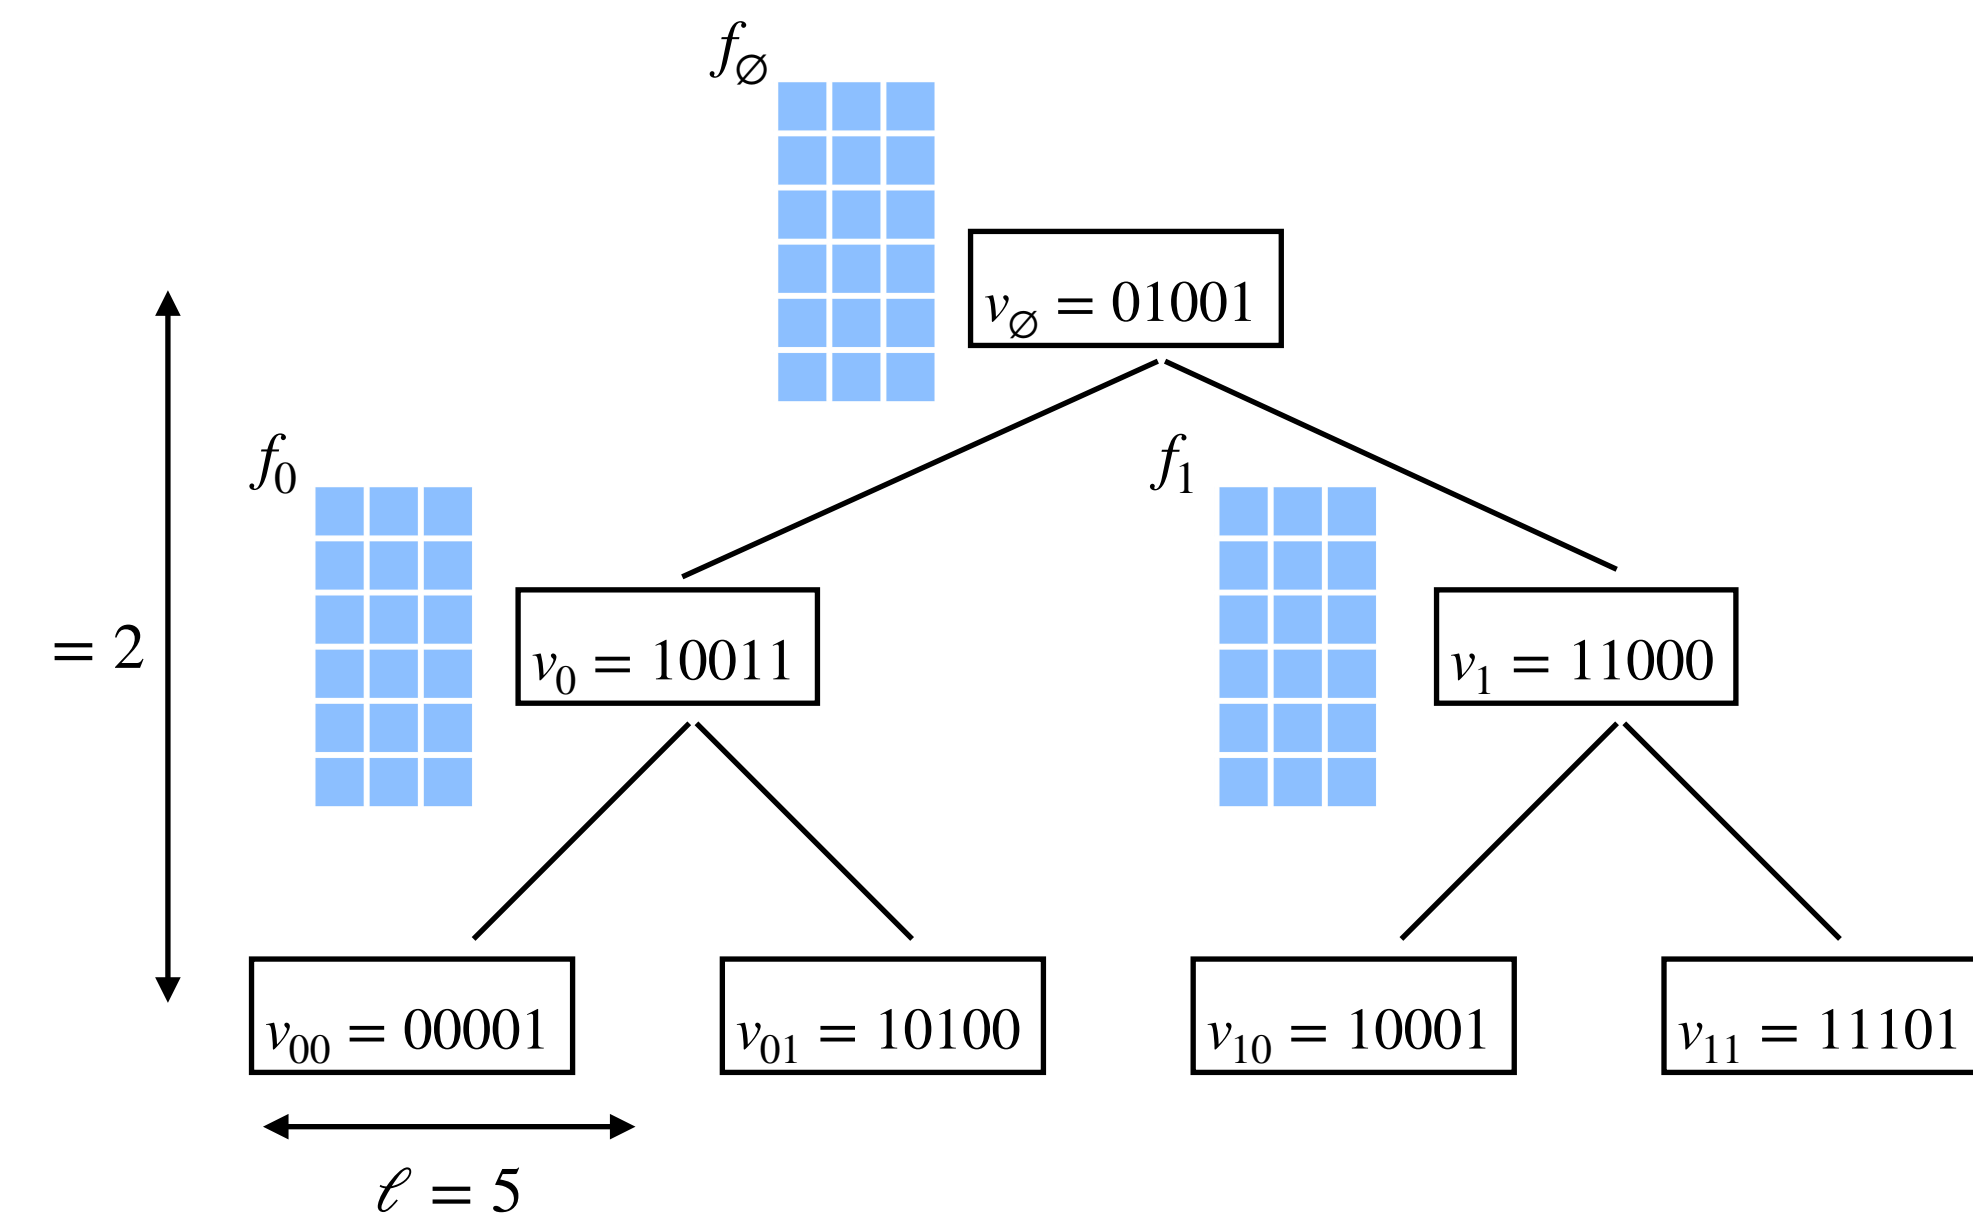 f∅
v∅ = 01001
f0
f1
= 2
v0 = 10011
v1 = 11000
v00 = 00001
v01 = 10100
v10 = 10001
v11 = 11101
ℓ = 5